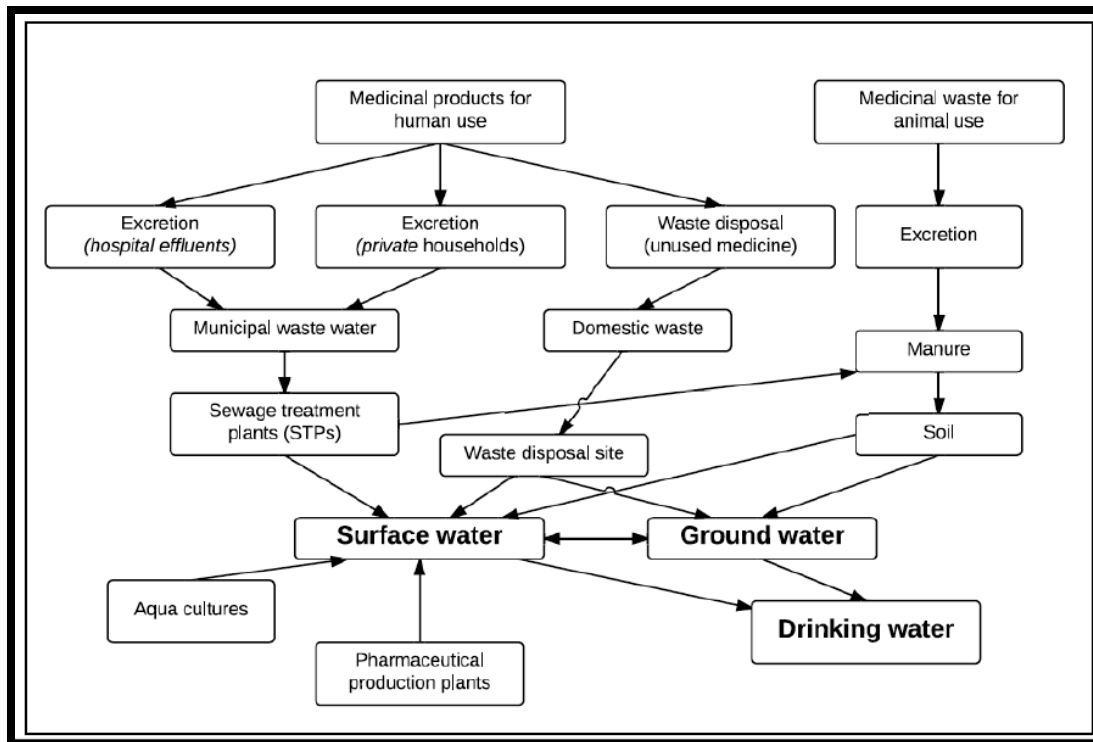 Medicinal products for
human use
Medicinal waste for
animal use
Excretion
(hospital effluents)
Excretion
(private households)
Waste disposal
(unused medicine)
Excretion
Municipal waste water
Domestic waste
Manure
Sewage treatment
plants (STPs)
Waste disposal site
Soil
Surface water
Ground water
Aqua cultures
Drinking water
Pharmaceutical
production plants